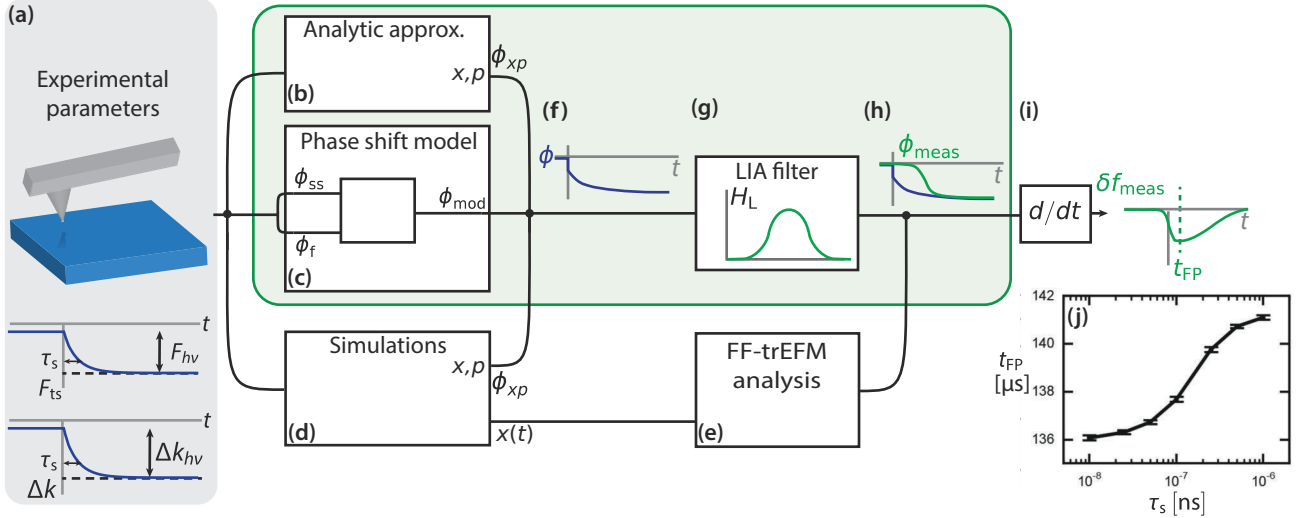 (a)
Experimental
parameters
t
τs
Fhν
Fts
t
τs
Δkhν
Δk
Analytic approx.
ϕxp
x,p
(b)
Phase shift model
ϕss
ϕmod
ϕf
(c)
Simulations
x,p
ϕxp
(d)
x(t)
(f)
ϕ
t
(g)
LIA filter
HL
(h)
ϕmeas
t
FF-trEFM
analysis
(e)
(i)
d/dt
δfmeas
t
tFP
(j)
142
140
138
136
tFP
[µs]
10⁻⁸
10⁻⁷
10⁻⁶
τs [ns]